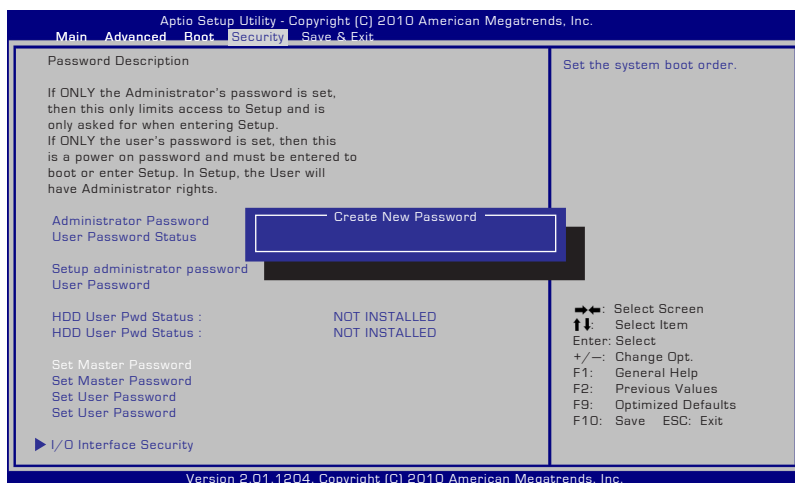 Aptio Setup Utility - Copyright (C) 2010 American Megatrends, Inc.
Main Advanced Boot Security Save & Exit
Password Description
If ONLY the Administrator's password is set,
then this only limits access to Setup and is
only asked for when entering Setup.
If ONLY the user's password is set, then this
is a power on password and must be entered to
boot or enter Setup. In Setup, the User will
have Administrator rights.
Administrator Password
User Password Status
Create New Password
Setup administrator password
User Password
HDD User Pwd Status : NOT INSTALLED
HDD User Pwd Status : NOT INSTALLED
Set Master Password
Set Master Password
Set User Password
Set User Password
I/O Interface Security
Set the system boot order.
→←: Select Screen
↑↓: Select Item
Enter: Select
+/—: Change Opt.
F1: General Help
F2: Previous Values
F9: Optimized Defaults
F10: Save ESC: Exit
Version 2.01.1204. Copyright (C) 2010 American Megatrends, Inc.